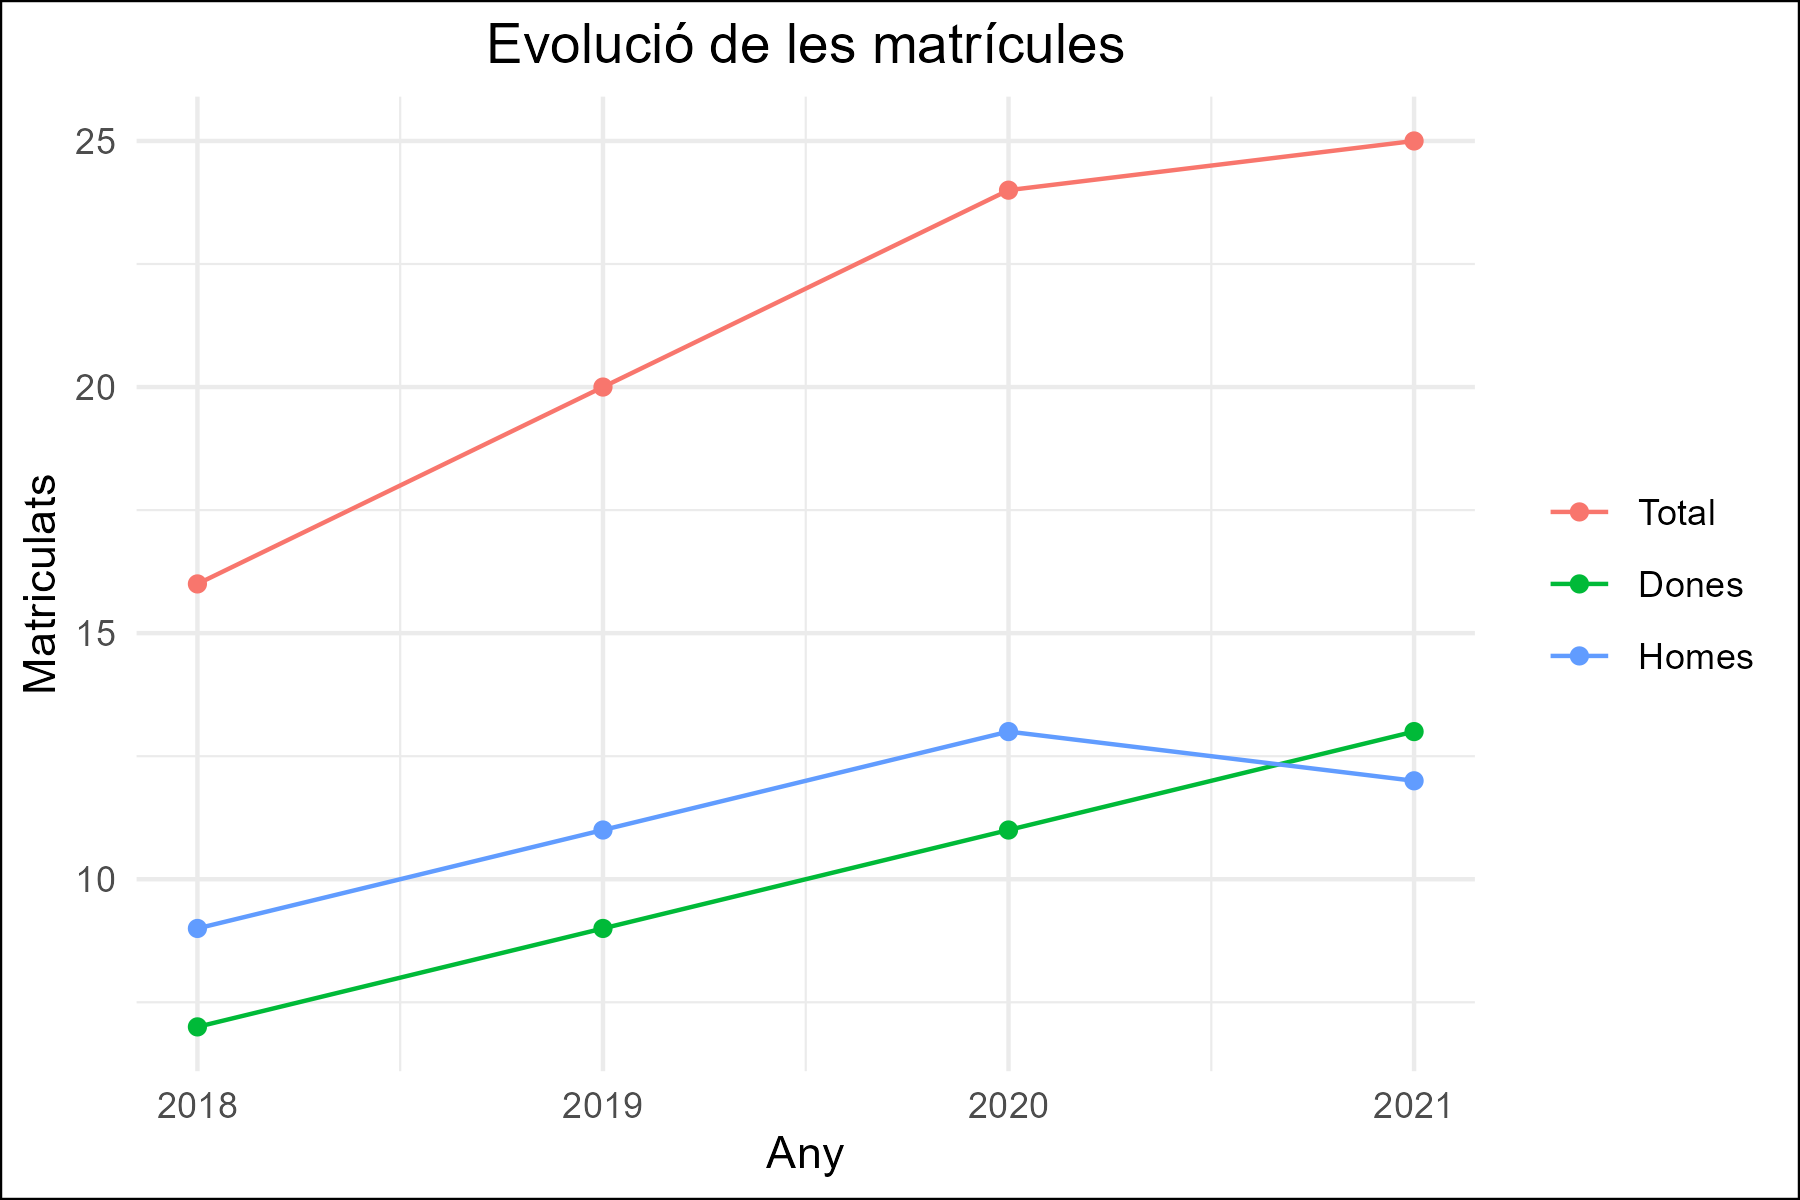 Evolució de les matrícules
25
20
15
10
Matriculats
2018
2019
2020
2021
Any
Total
Dones
Homes